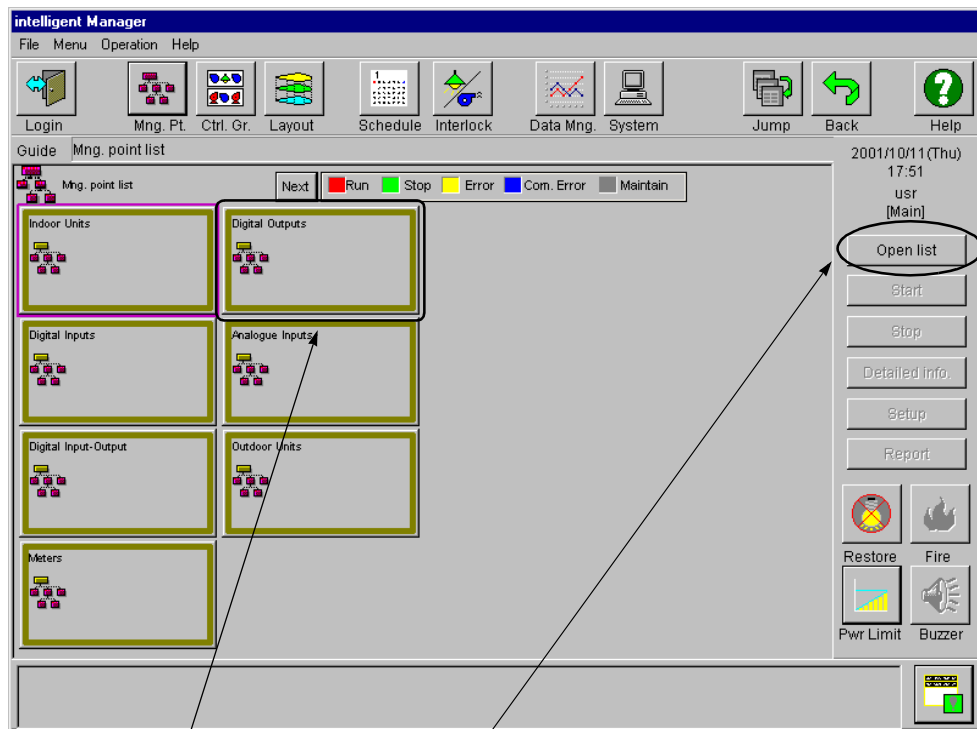 intelligent Manager
File Menu Operation Help
Login Mng. Pt. Ctrl. Gr. Layout Schedule Interlock Data Mng. System Jump Back Help
Guide Mng. point list
2001/10/11(Thu)
17:51
usr
[Main]
Mng. point list Next Run Stop Error Com. Error Maintain
Indoor Units Digital Outputs
Digital Inputs Analogue Inputs
Digital Input-Output Outdoor Units
Meters
Open list
Start
Stop
Detailed info.
Setup
Report
Restore Fire
Pwr Limit Buzzer